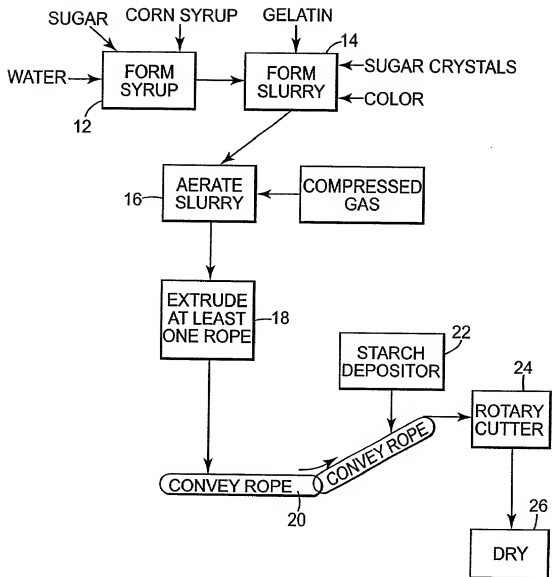 SUGAR
CORN SYRUP
GELATIN
14
WATER
FORM
SYRUP
12
FORM
SLURRY
SUGAR CRYSTALS
COLOR
16
AERATE
SLURRY
COMPRESSED
GAS
EXTRUDE
AT LEAST
ONE ROPE
18
STARCH
DEPOSITOR
22
24
ROTARY
CUTTER
CONVEY ROPE
20
CONVEY ROPE
26
DRY